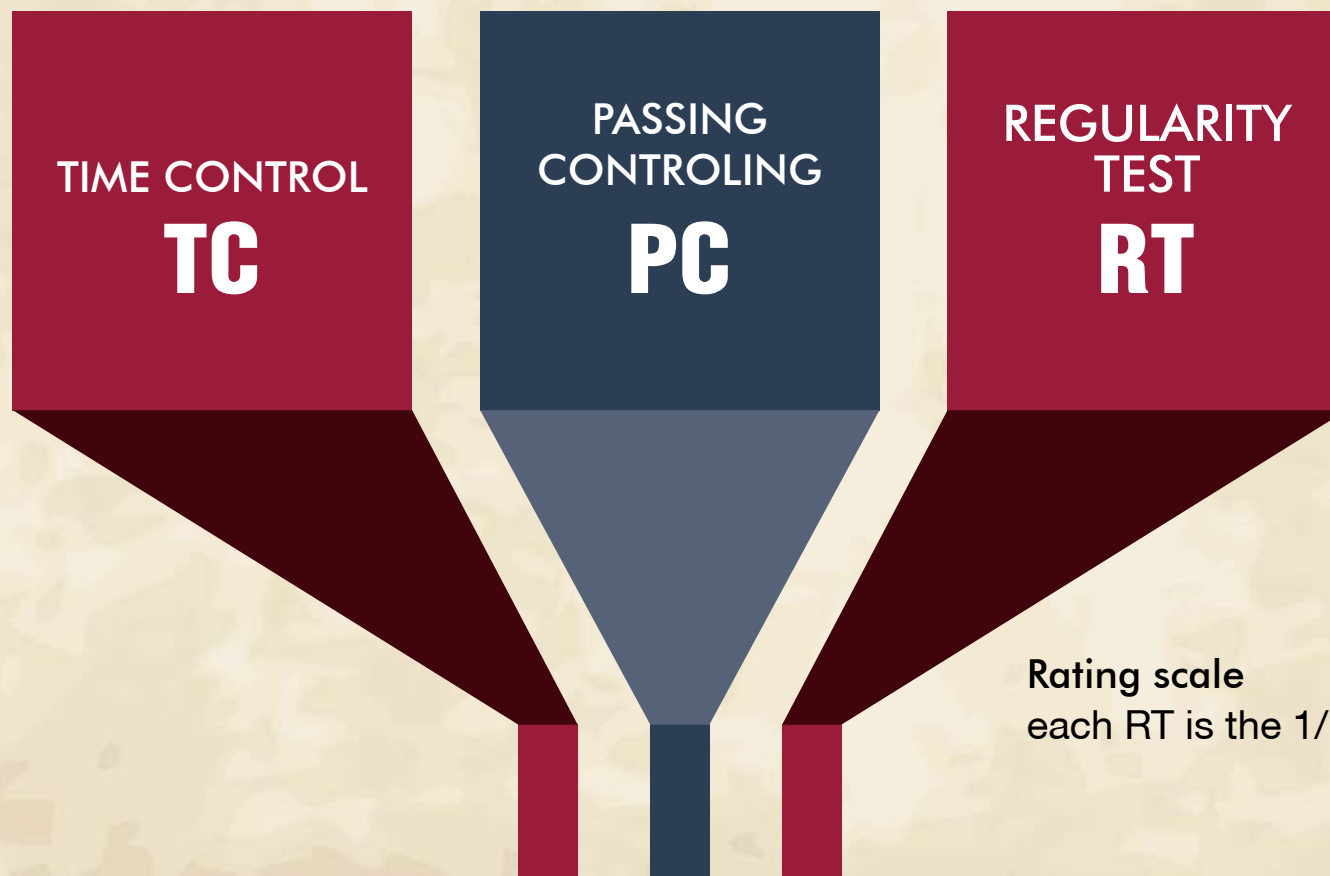 TIME CONTROL
TC
PASSING
CONTROLING
PC
REGULARITY
TEST
RT
Rating scale
each RT is the 1/